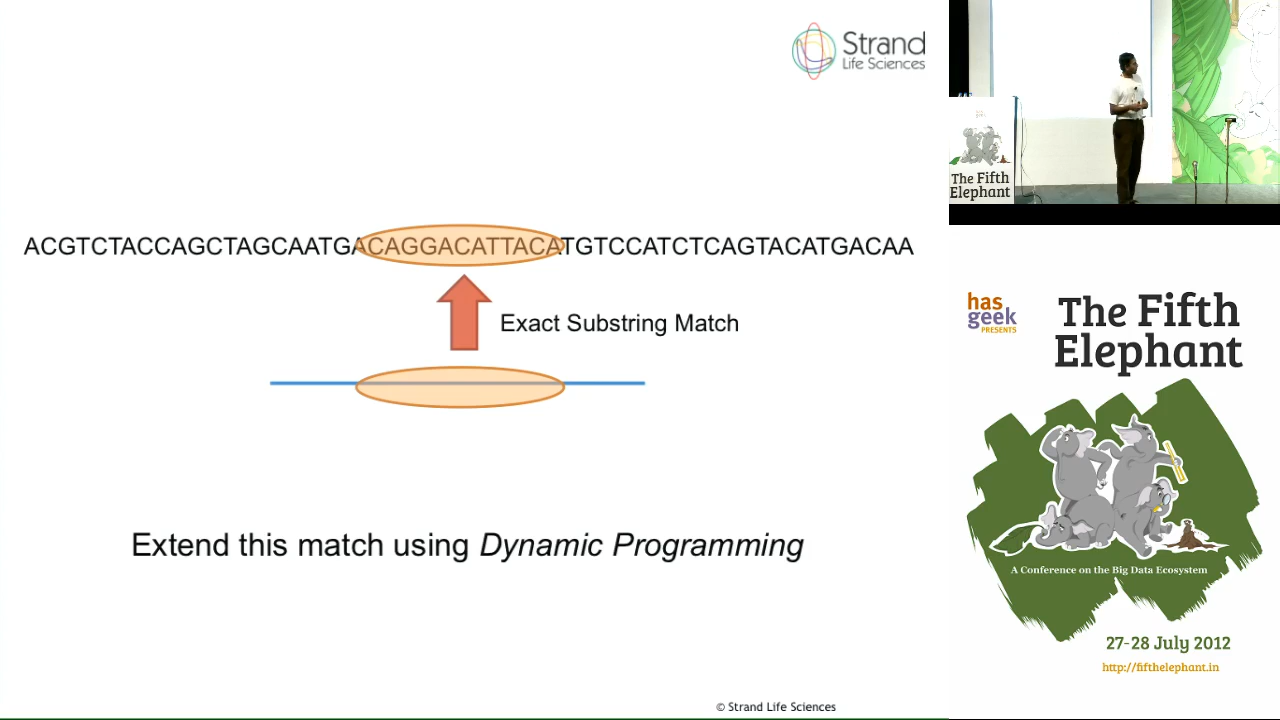 Strand
Life Sciences
ACGTCTACCAGCTAGCAATGACAGGACATTACATGTCCATCTCAGTACATGACAA
Exact Substring Match
Extend this match using Dynamic Programming
© Strand Life Sciences
The Fifth
Elephant
has
geek
PRESENTS
The Fifth
Elephant
A Conference on the Big Data Ecosystem
27-28 July 2012
http://fifthelephant.in